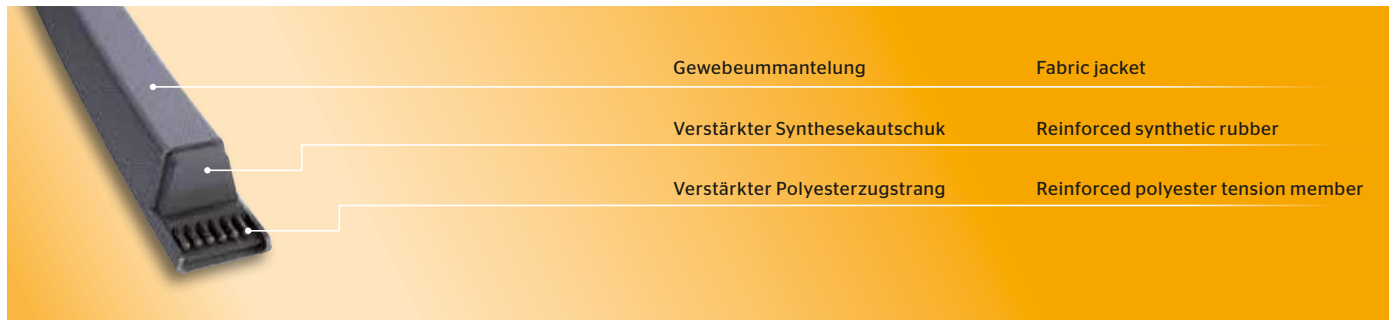 Gewebeummantelung Fabric jacket
Verstärkter Synthesekautschuk Reinforced synthetic rubber
Verstärkter Polyesterzugstrang Reinforced polyester tension member